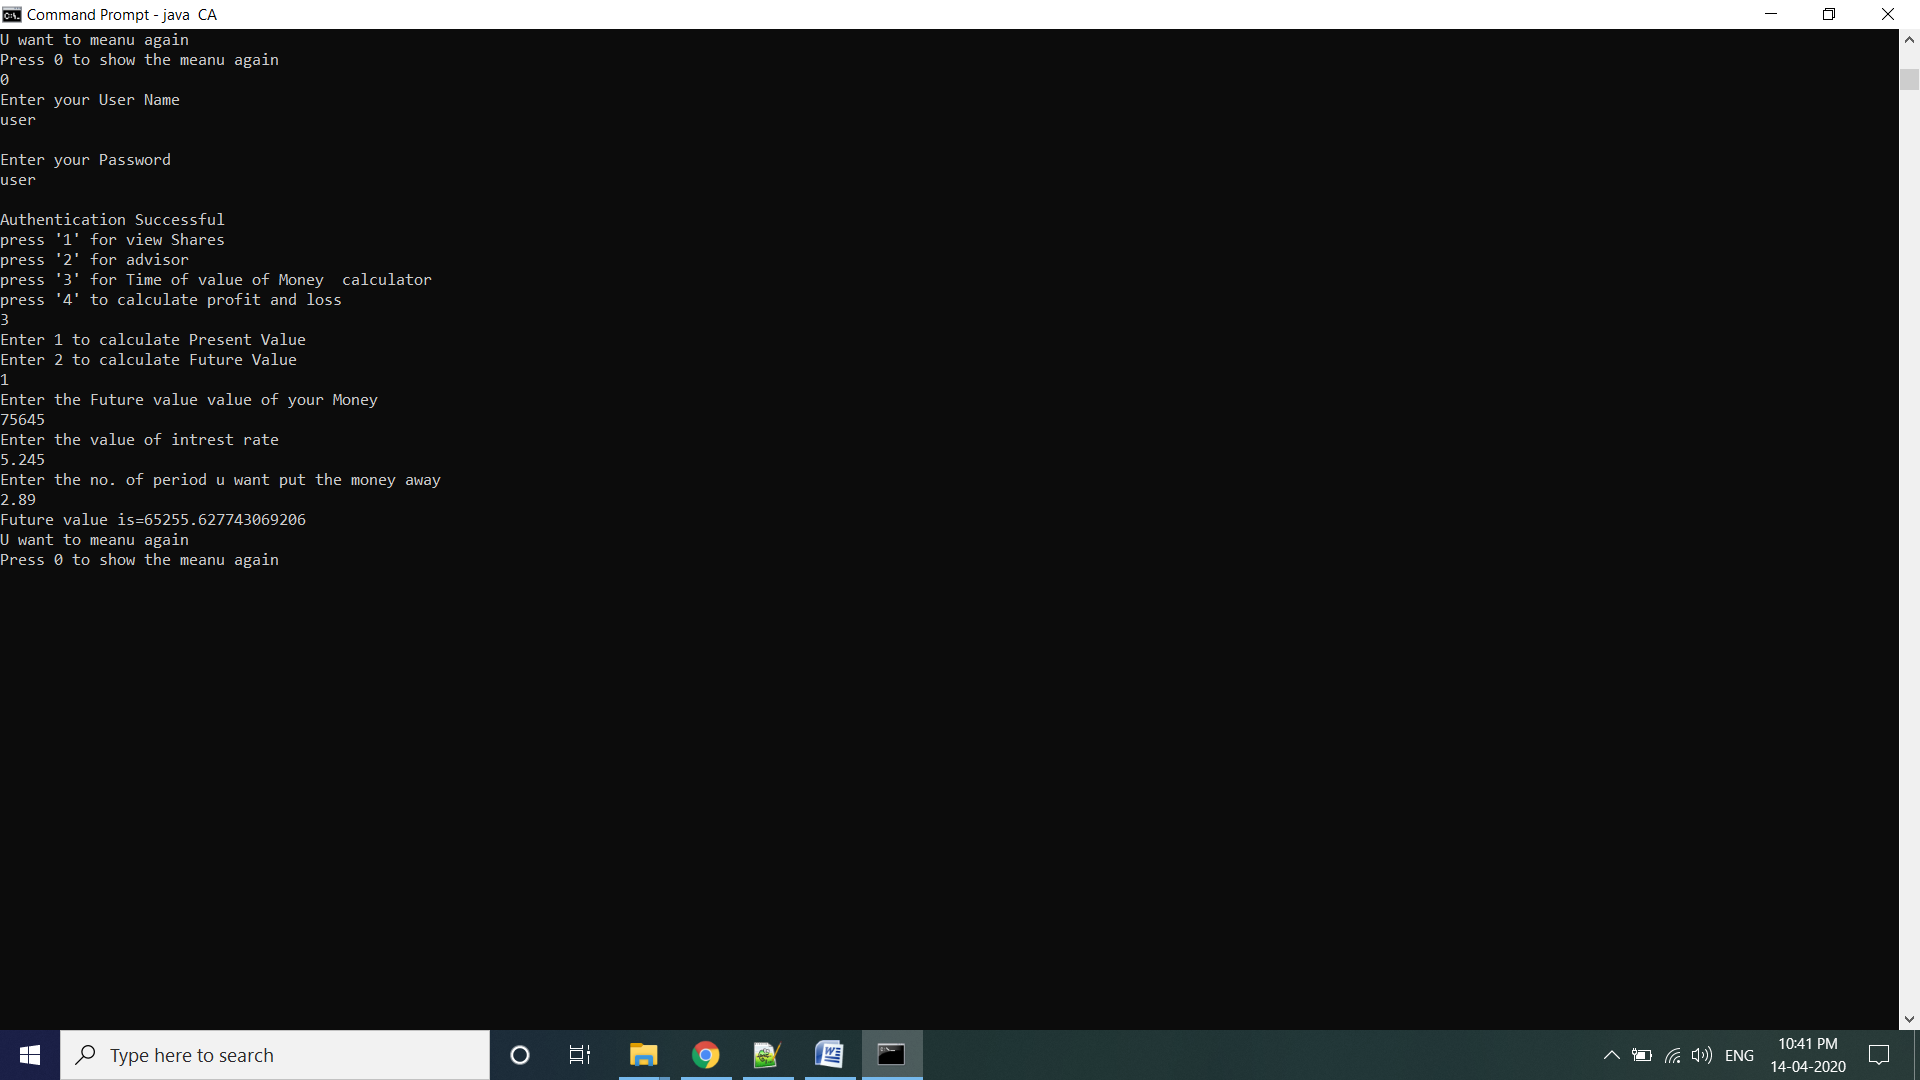 Command Prompt - java  CA
U want to meanu again
Press 0 to show the meanu again
0
Enter your User Name
user
Enter your Password
user
Authentication Successful
press '1' for view Shares
press '2' for advisor
press '3' for Time of value of Money  calculator
press '4' to calculate profit and loss
3
Enter 1 to calculate Present Value
Enter 2 to calculate Future Value
1
Enter the Future value value of your Money
75645
Enter the value of intrest rate
5.245
Enter the no. of period u want put the money away
2.89
Future value is=65255.627743069206
U want to meanu again
Press 0 to show the meanu again
Type here to search
ENG
10:41 PM
14-04-2020